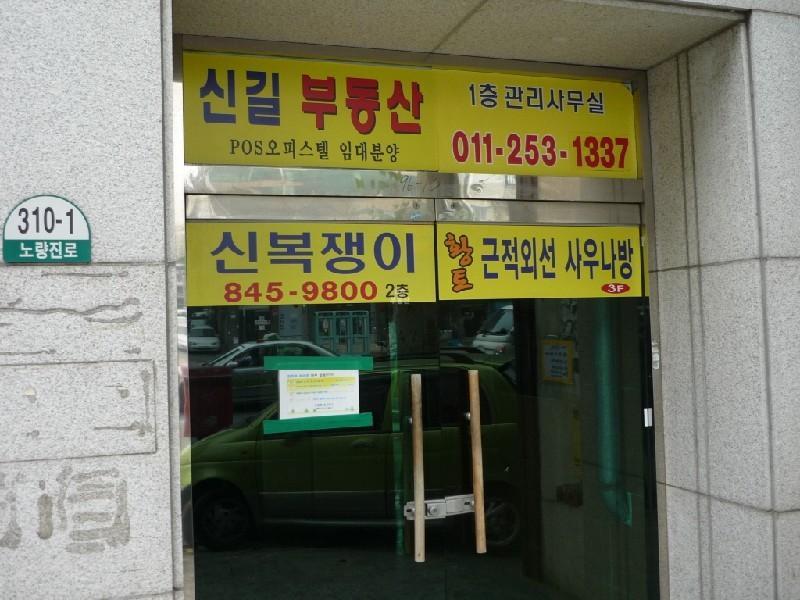 신길 부동산
POS오피스텔 임대분양
1층 관리사무실
011-253-1337
310-1
노량진로
신복쟁이
845-9800 2층
황토 근적외선 사우나방
3F